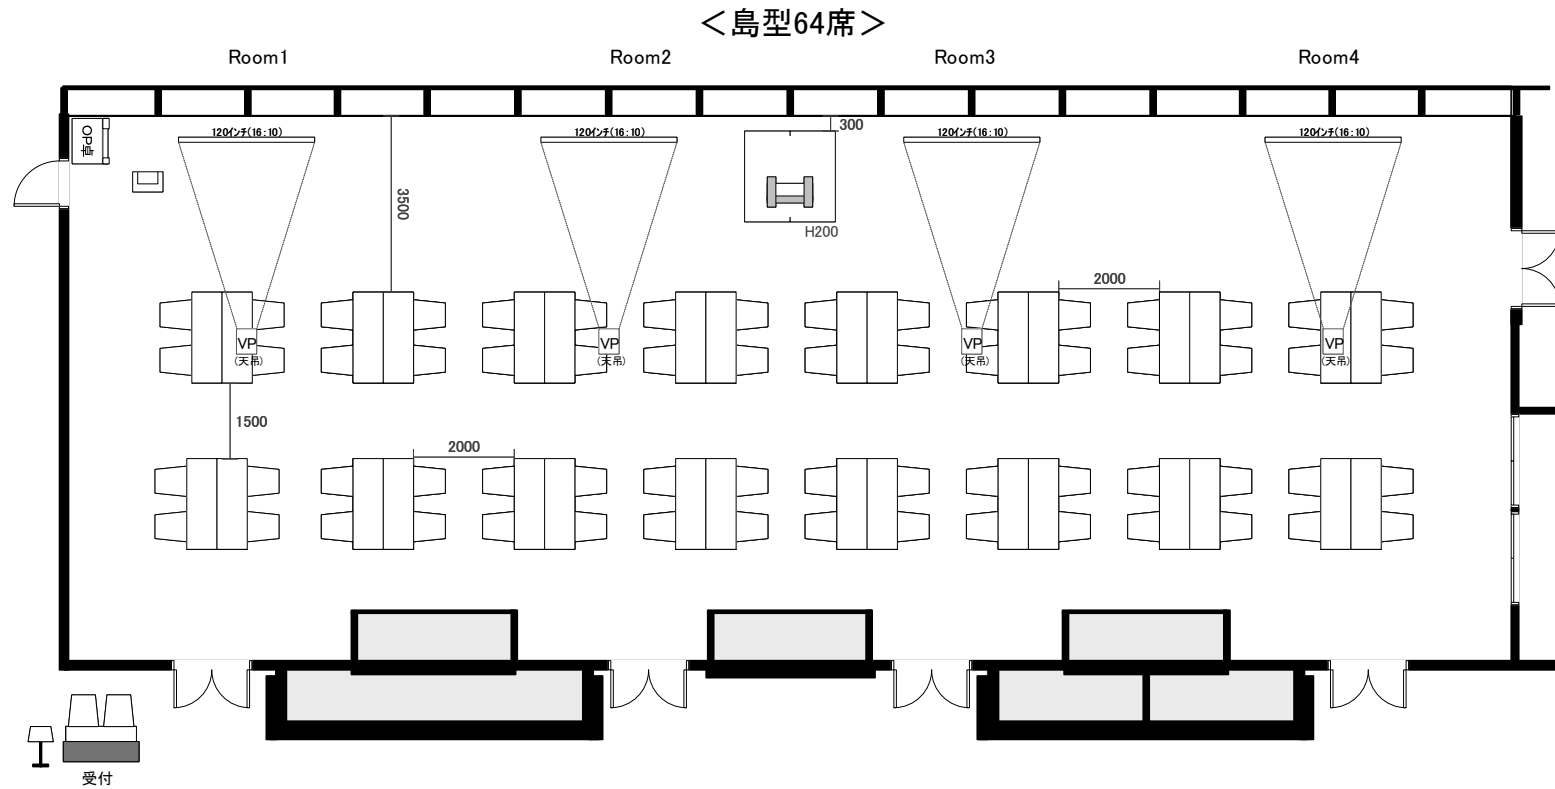 ＜島型64席＞
Room1
Room2
Room3
Room4
OP卓
120インチ(16:10)
120インチ(16:10)
120インチ(16:10)
120インチ(16:10)
300
3500
H200
2000
VP
(天吊)
VP
(天吊)
VP
(天吊)
VP
(天吊)
1500
2000
受付